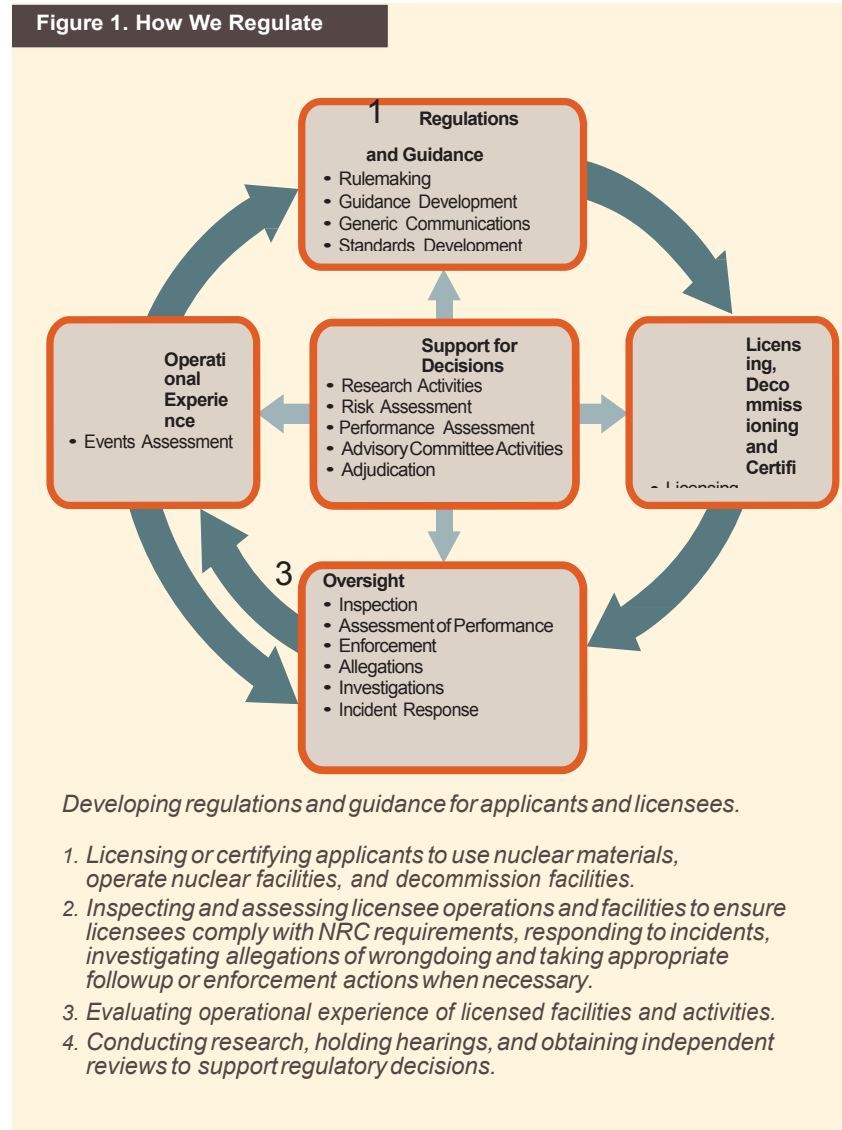 Figure 1. How We Regulate
1 Regulations
and Guidance
• Rulemaking
• Guidance Development
• Generic Communications
• Standards Development
Operati
onal
Experie
nce
• Events Assessment
Support for
Decisions
• Research Activities
• Risk Assessment
• Performance Assessment
• Advisory Committee Activities
• Adjudication
Licens
ing,
Deco
mmiss
ioning
and
Certifi
• Licensing
3 Oversight
• Inspection
• Assessment of Performance
• Enforcement
• Allegations
• Investigations
• Incident Response
Developing regulations and guidance for applicants and licensees.
1. Licensing or certifying applicants to use nuclear materials,
operate nuclear facilities, and decommission facilities.
2. Inspecting and assessing licensee operations and facilities to ensure
licensees comply with NRC requirements, responding to incidents,
investigating allegations of wrongdoing and taking appropriate
followup or enforcement actions when necessary.
3. Evaluating operational experience of licensed facilities and activities.
4. Conducting research, holding hearings, and obtaining independent
reviews to support regulatory decisions.